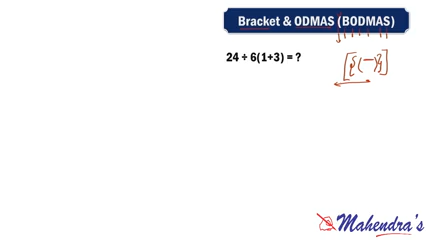 Bracket & ODMAS (BODMAS)
24 ÷ 6(1+3) = ?
[{(—)}]
Mahendra's